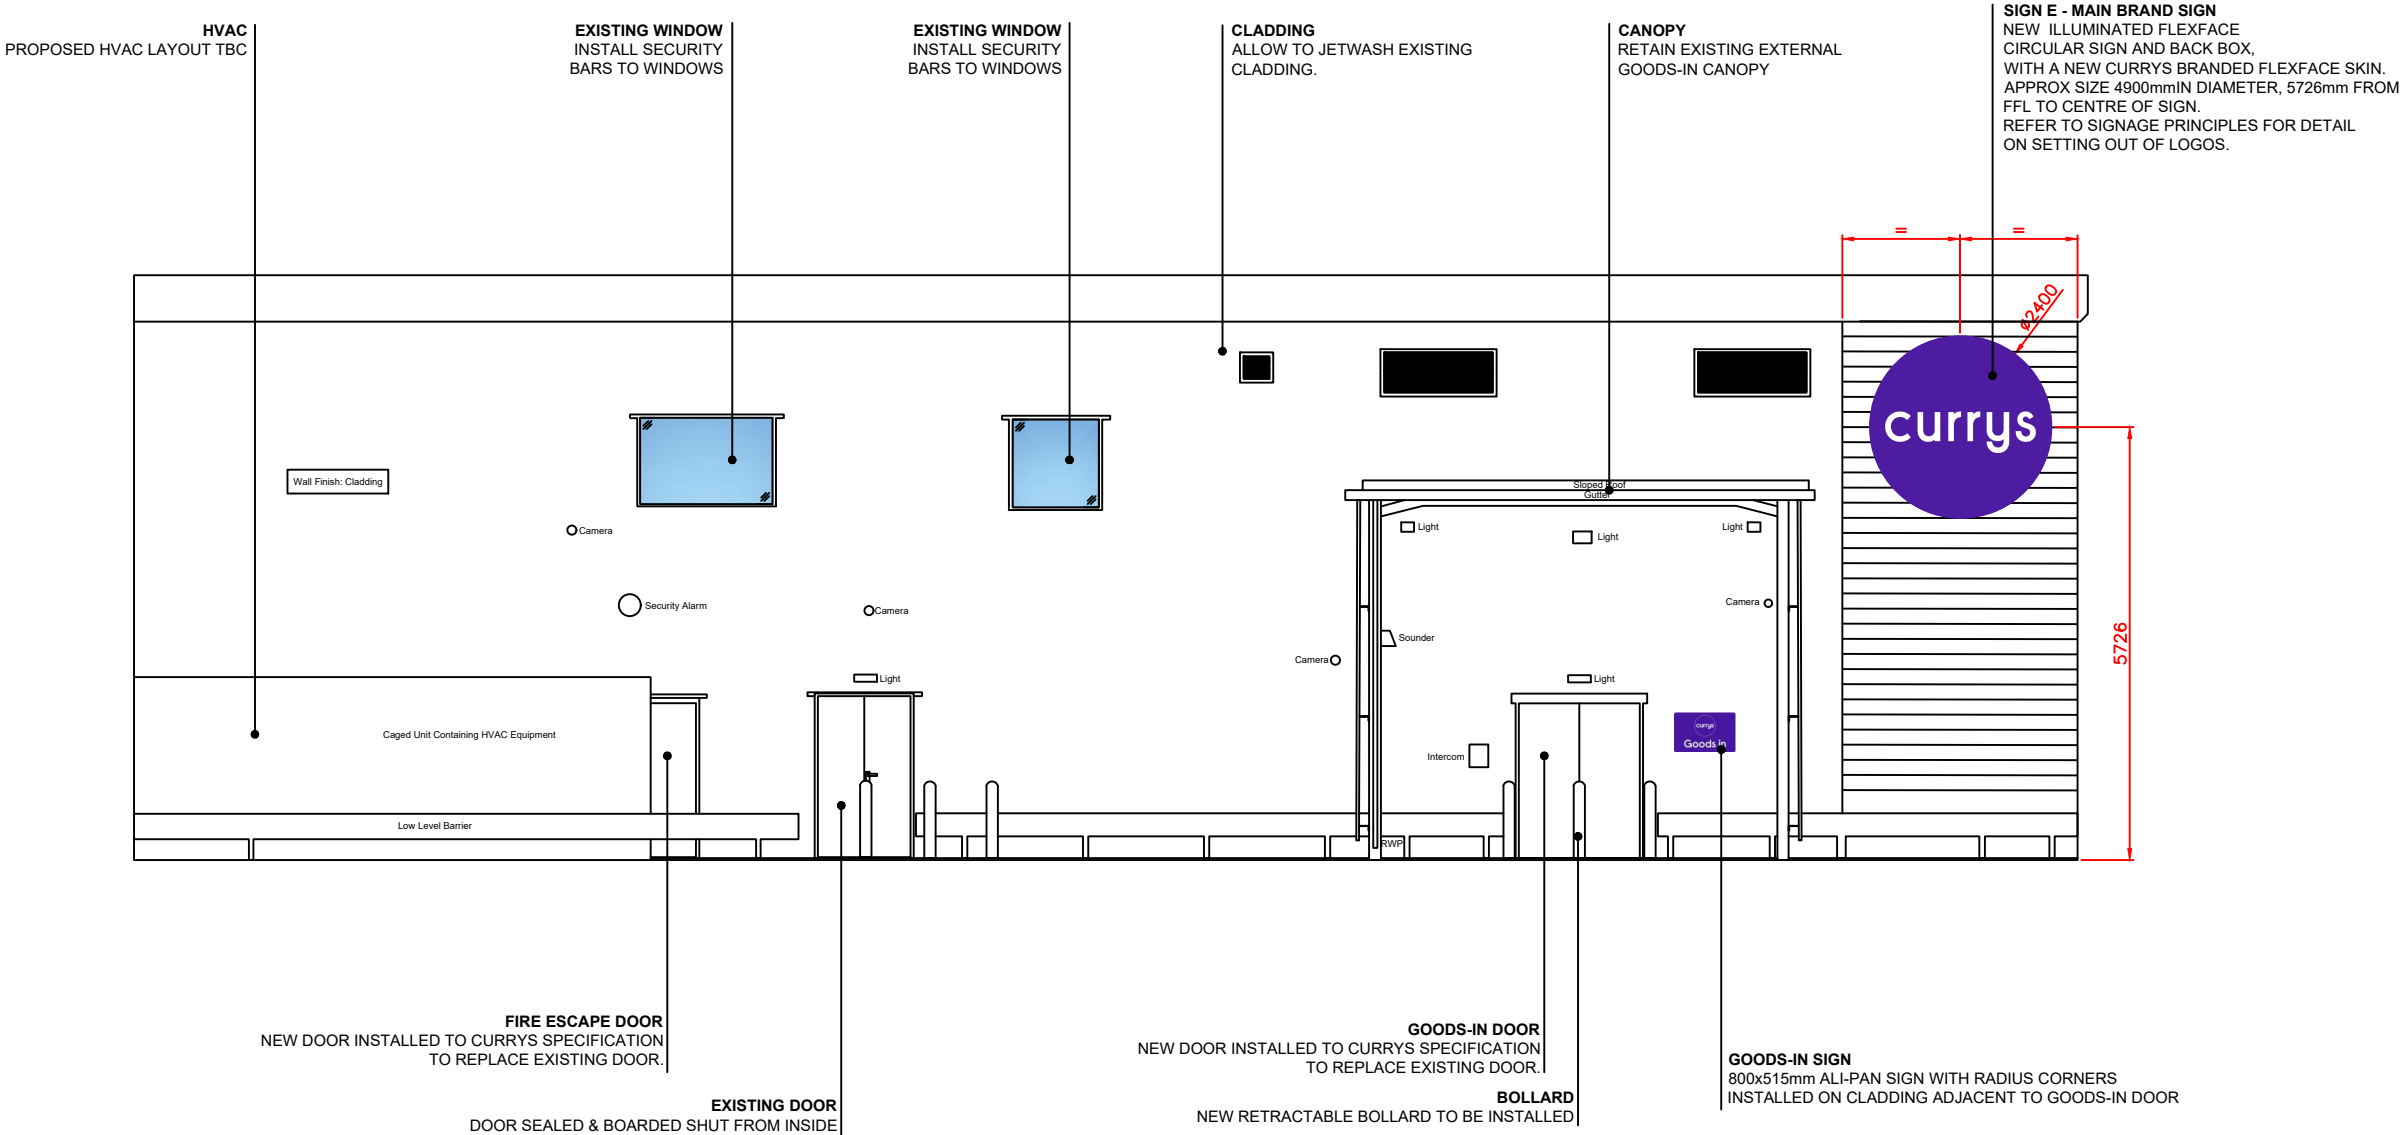 HVAC
PROPOSED HVAC LAYOUT TBC
EXISTING WINDOW
INSTALL SECURITY
BARS TO WINDOWS
EXISTING WINDOW
INSTALL SECURITY
BARS TO WINDOWS
CLADDING
ALLOW TO JETWASH EXISTING
CLADDING.
CANOPY
RETAIN EXISTING EXTERNAL
GOODS-IN CANOPY
SIGN E - MAIN BRAND SIGN
NEW ILLUMINATED FLEXFACE
CIRCULAR SIGN AND BACK BOX,
WITH A NEW CURRYS BRANDED FLEXFACE SKIN.
APPROX SIZE 4900mmIN DIAMETER, 5726mm FROM
FFL TO CENTRE OF SIGN.
REFER TO SIGNAGE PRINCIPLES FOR DETAIL
ON SETTING OUT OF LOGOS.
= =
ø2400
currys
Wall Finish: Cladding
Sloped Roof
Gutter
Camera
Light
Light
Light
Security Alarm
Camera
Camera
Sounder
Camera
5726
Light
Light
Caged Unit Containing HVAC Equipment
currys
Goods in
Intercom
Low Level Barrier
RWP
FIRE ESCAPE DOOR
NEW DOOR INSTALLED TO CURRYS SPECIFICATION
TO REPLACE EXISTING DOOR.
EXISTING DOOR
DOOR SEALED & BOARDED SHUT FROM INSIDE
GOODS-IN DOOR
NEW DOOR INSTALLED TO CURRYS SPECIFICATION
TO REPLACE EXISTING DOOR.
BOLLARD
NEW RETRACTABLE BOLLARD TO BE INSTALLED
GOODS-IN SIGN
800x515mm ALI-PAN SIGN WITH RADIUS CORNERS
INSTALLED ON CLADDING ADJACENT TO GOODS-IN DOOR